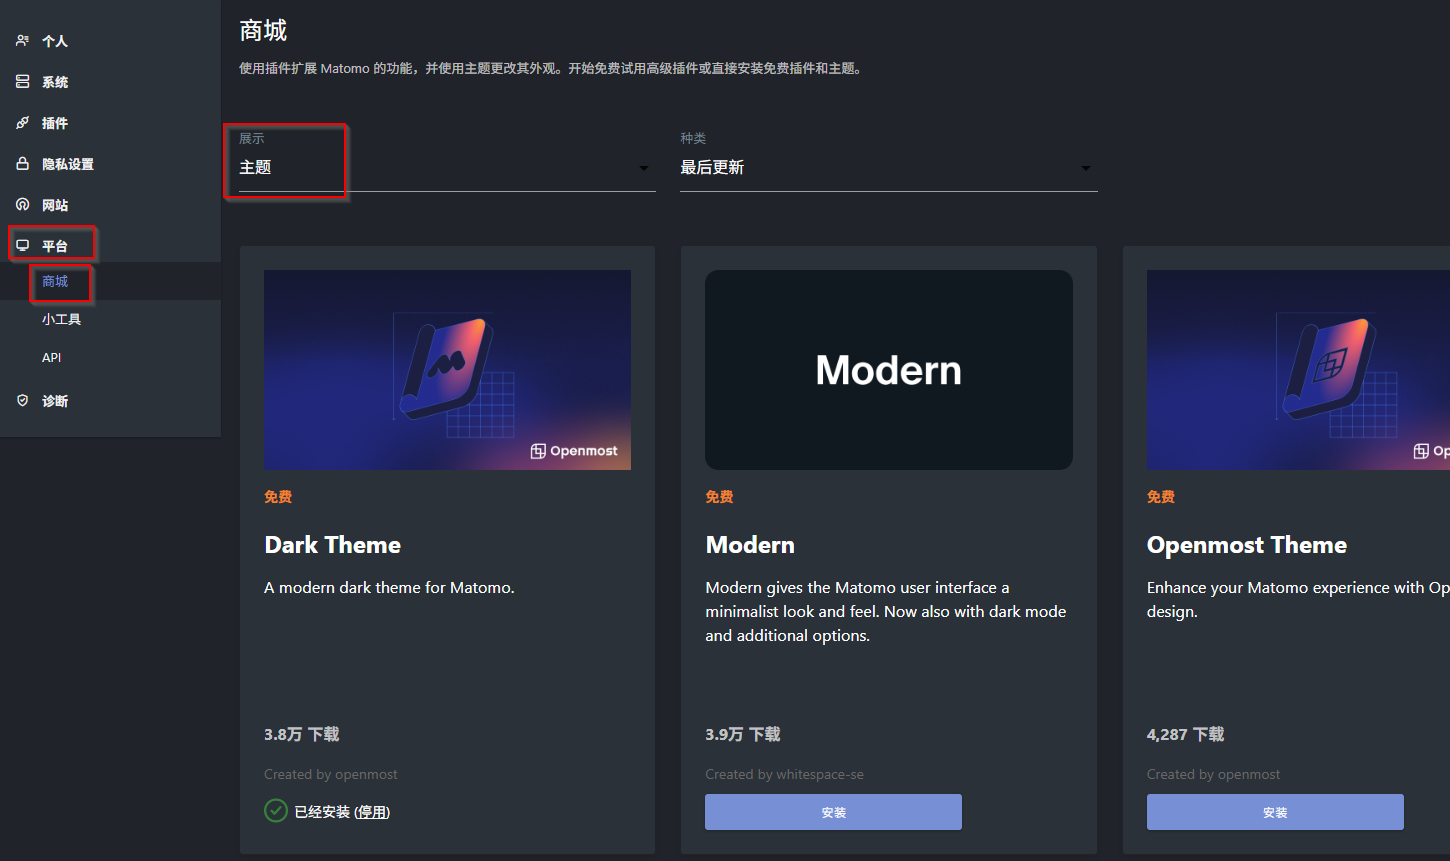 个人
系统
插件
隐私设置
网站
平台
商城
小工具
API
诊断
商城
使用插件扩展 Matomo 的功能，并使用主题更改其外观。开始免费试用高级插件或直接安装免费插件和主题。
展示
主题
种类
最后更新
Openmost
免费
Dark Theme
A modern dark theme for Matomo.
3.8万 下载
Created by openmost
已经安装 (停用)
Modern
免费
Modern
Modern gives the Matomo user interface a
minimalist look and feel. Now also with dark mode
and additional options.
3.9万 下载
Created by whitespace-se
安装
免费
Openmost Theme
Enhance your Matomo experience with
design.
4,287 下载
Created by openmost
安装